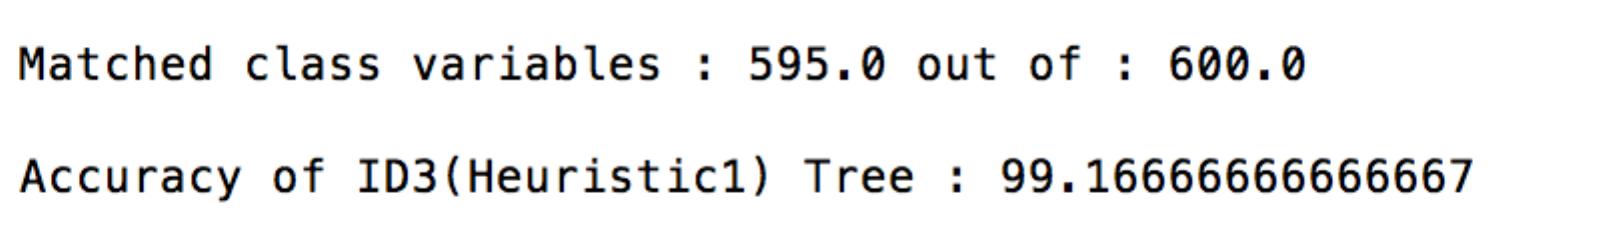 Matched class variables : 595.0 out of : 600.0
Accuracy of ID3(Heuristic1) Tree : 99.16666666666667